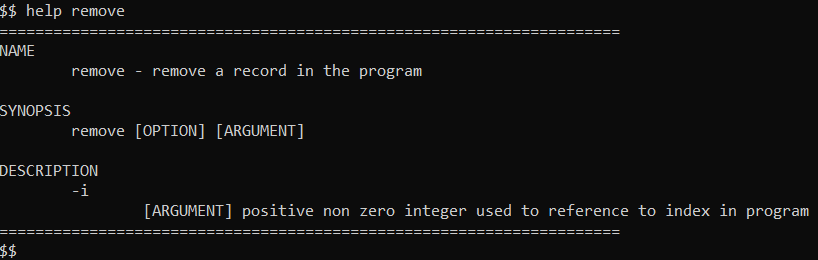 $$ help remove
=====================================================================
NAME
remove - remove a record in the program
SYNOPSIS
remove [OPTION] [ARGUMENT]
DESCRIPTION
-i
[ARGUMENT] positive non zero integer used to reference to index in program
=====================================================================
$$